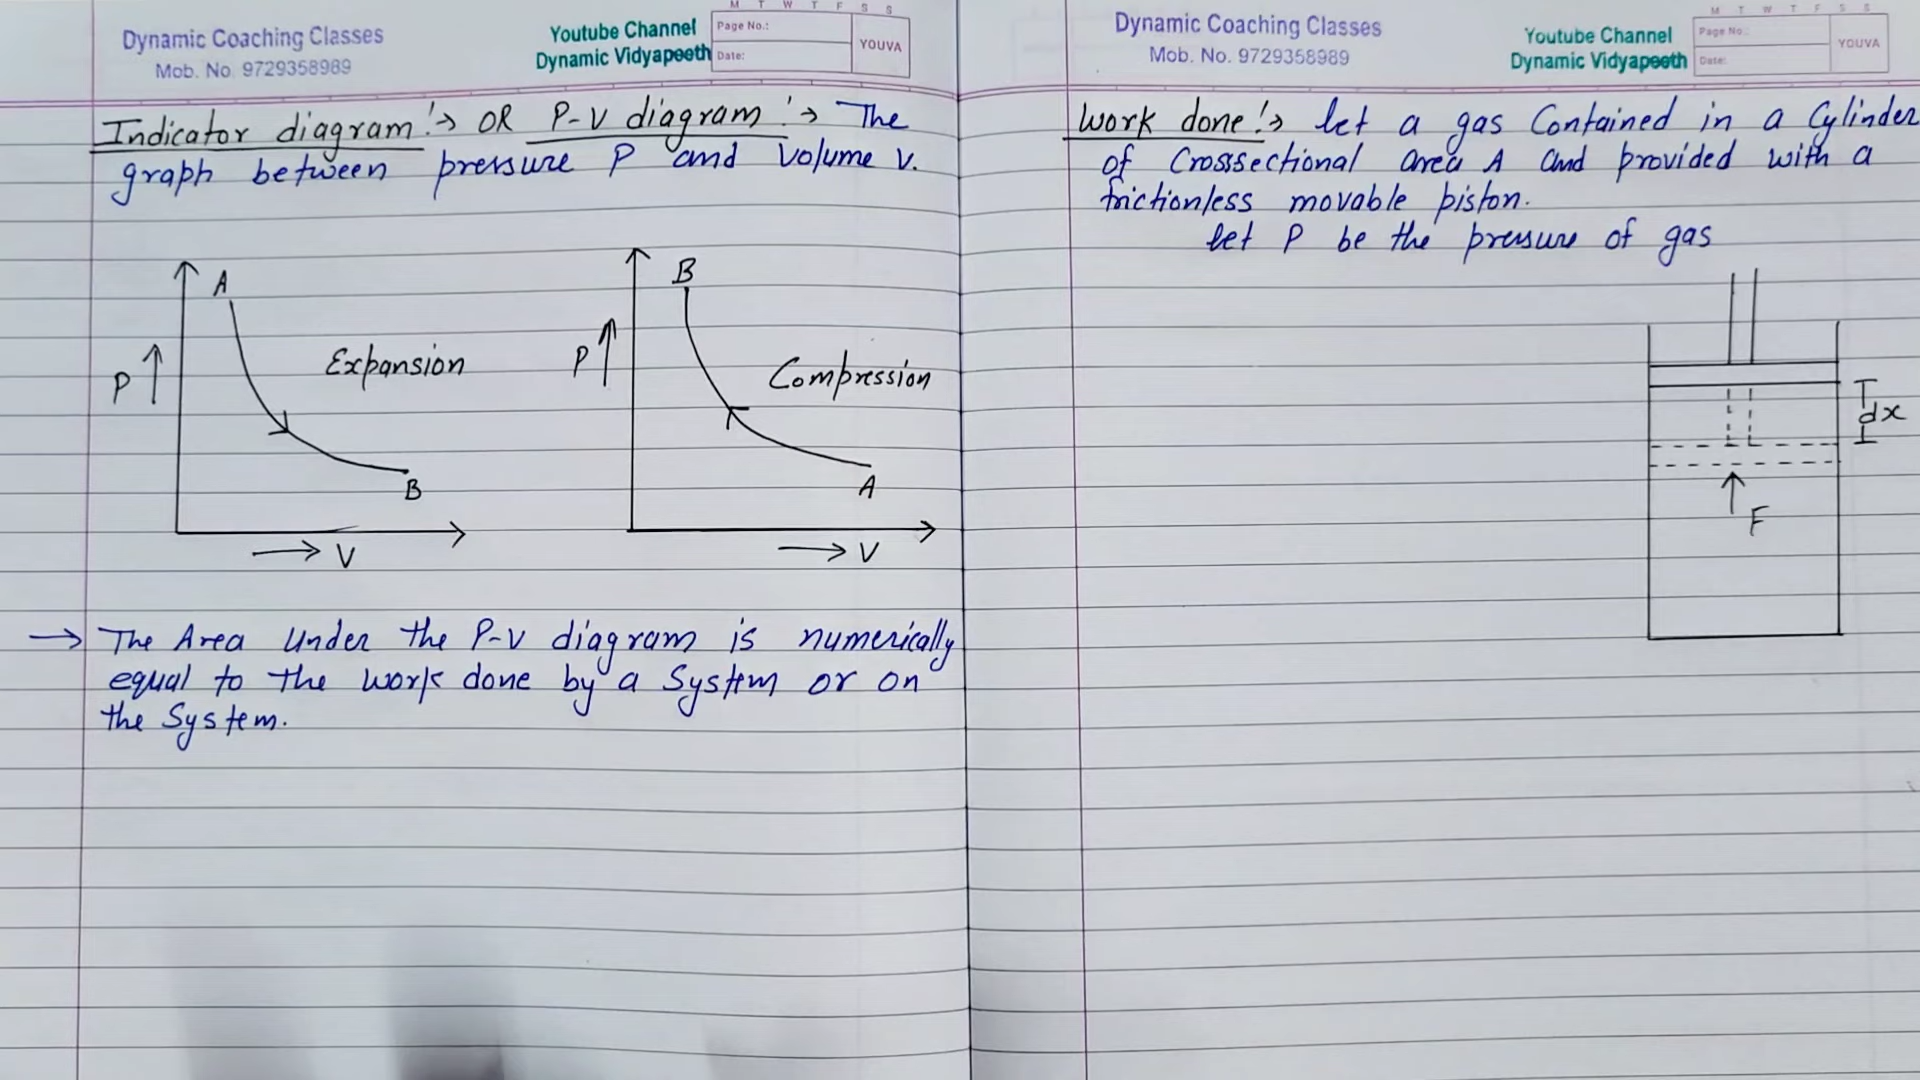 M T W T F S S
Dynamic Coaching Classes
Mob. No. 9729358989
Youtube Channel
Dynamic Vidyapeeth
Page No.:
Date:
YOUVA
Indicator diagram :→ OR P-V diagram :→ The
graph between pressure P and Volume V.
A
P
Expansion
B
V
B
P
Compression
A
V
→ The Area Under the P-V diagram is numerically
equal to the work done by a System or on
the System.
M T W T F S S
Dynamic Coaching Classes
Mob. No. 9729358989
Youtube Channel
Dynamic Vidyapeeth
Page No.:
Date:
YOUVA
Work done :→ let a gas Contained in a Cylinder
of Crosssectional area A and provided with a
frictionless movable piston.
let P be the pressure of gas
dx
F